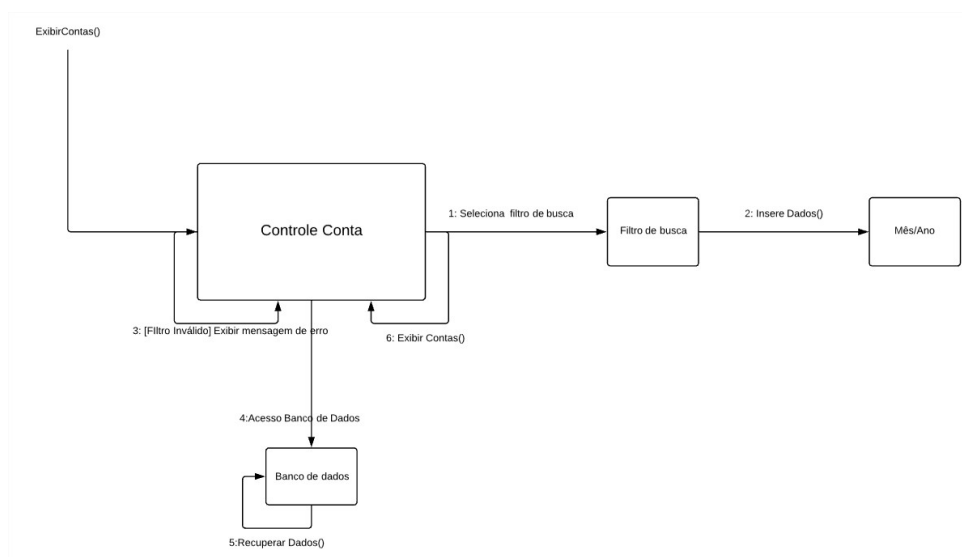 ExibirContas()
Controle Conta
1: Seleciona filtro de busca
Filtro de busca
2: Insere Dados()
Mês/Ano
3: [FIltro Inválido] Exibir mensagem de erro
6: Exibir Contas()
4:Acesso Banco de Dados
Banco de dados
5:Recuperar Dados()